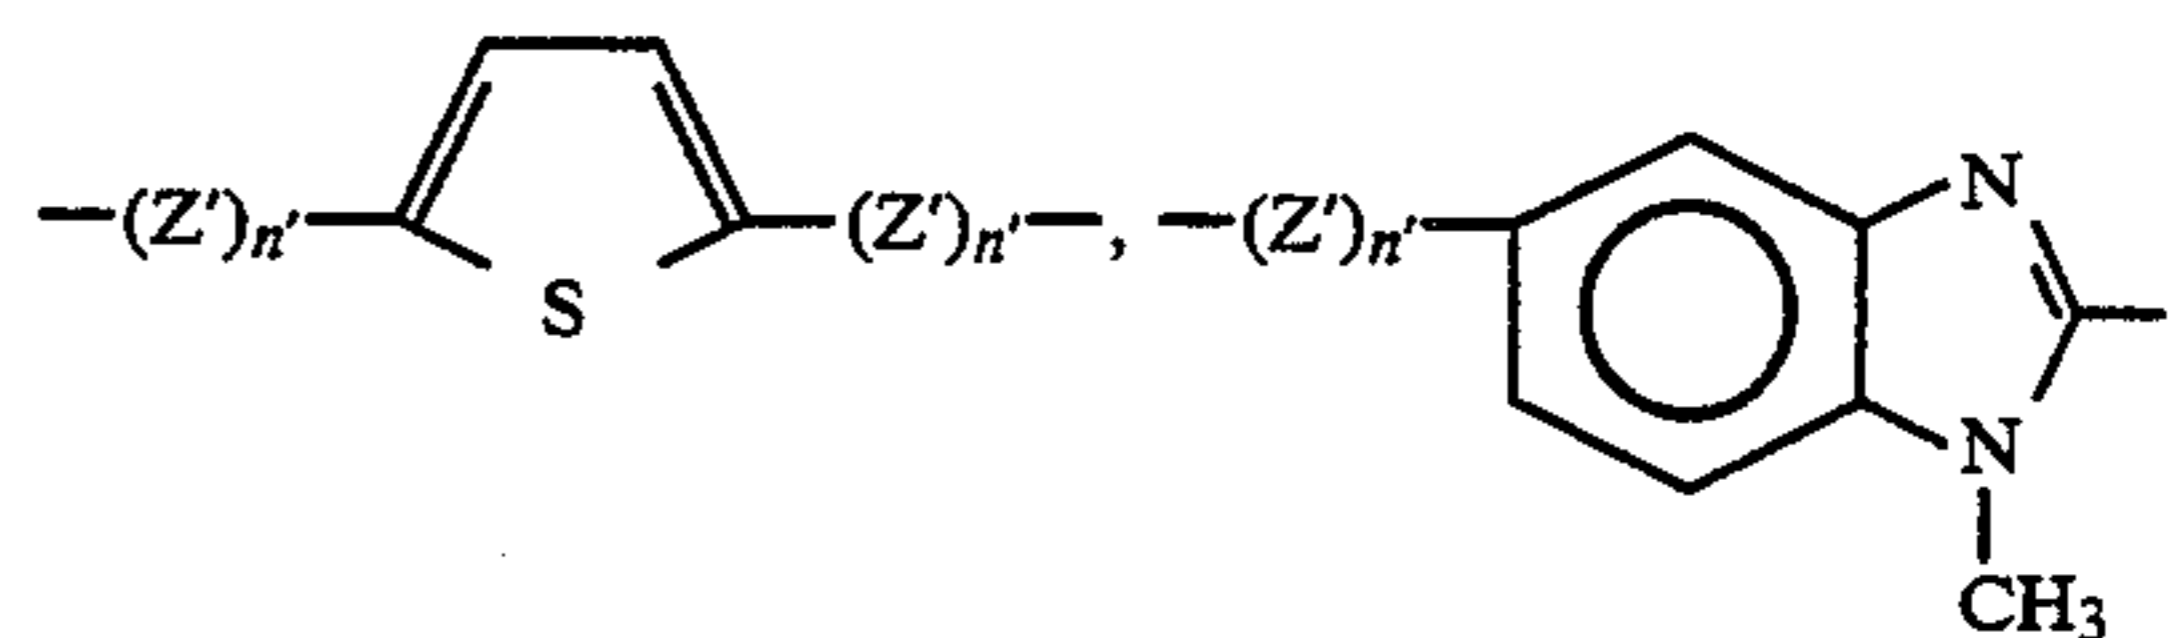 N
—(Z′)n′— —(Z′)n′—, —(Z′)n′—
S
N
CH3